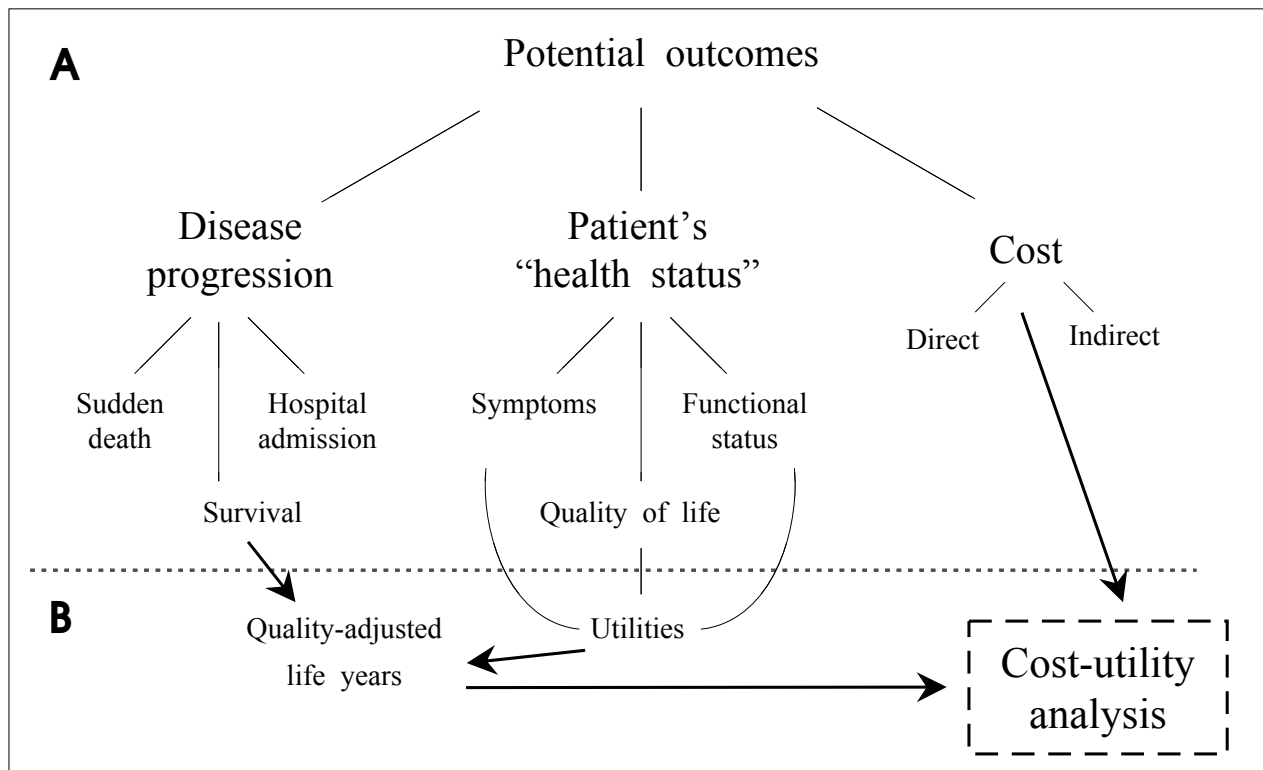 A
Potential outcomes
Disease
progression
Patient’s
“health status”
Cost
Direct
Indirect
Sudden
death
Hospital
admission
Symptoms
Functional
status
Survival
Quality of life
B
Quality-adjusted
life years
Utilities
Cost-utility
analysis